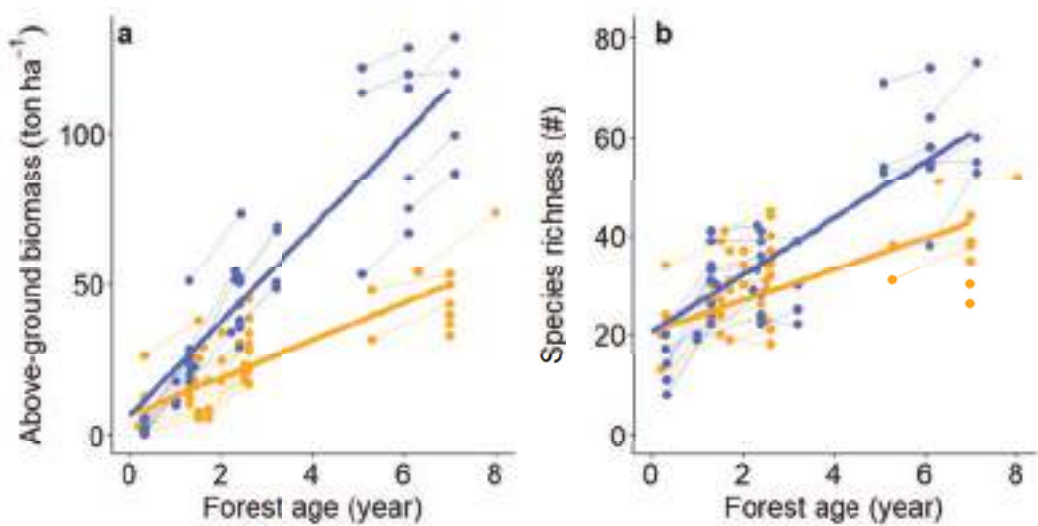 a
Above-ground biomass (ton ha⁻¹)
100
50
0
0 2 4 6 8
Forest age (year)
b
Species richness (#)
80
60
40
20
0
0 2 4 6 8
Forest age (year)